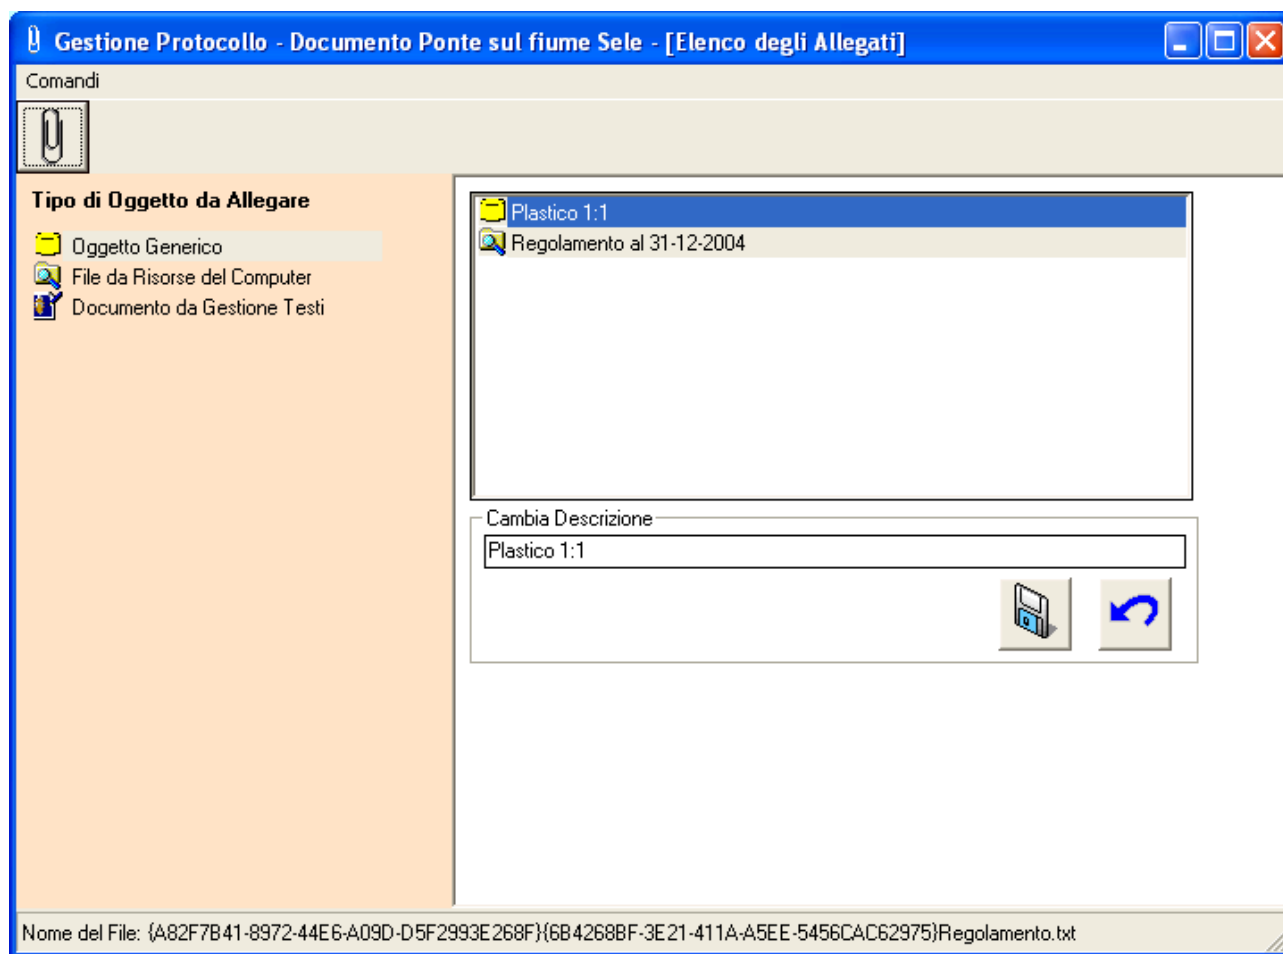 Gestione Protocollo - Documento Ponte sul fiume Sele - [Elenco degli Allegati]
Comandi
Tipo di Oggetto da Allegare
Oggetto Generico
File da Risorse del Computer
Documento da Gestione Testi
Plastico 1:1
Regolamento al 31-12-2004
Cambia Descrizione
Plastico 1:1
Nome del File: {A82F7B41-8972-44E6-A09D-D5F2993E268F}{6B4268BF-3E21-411A-A5EE-5456CAC62975}Regolamento.txt